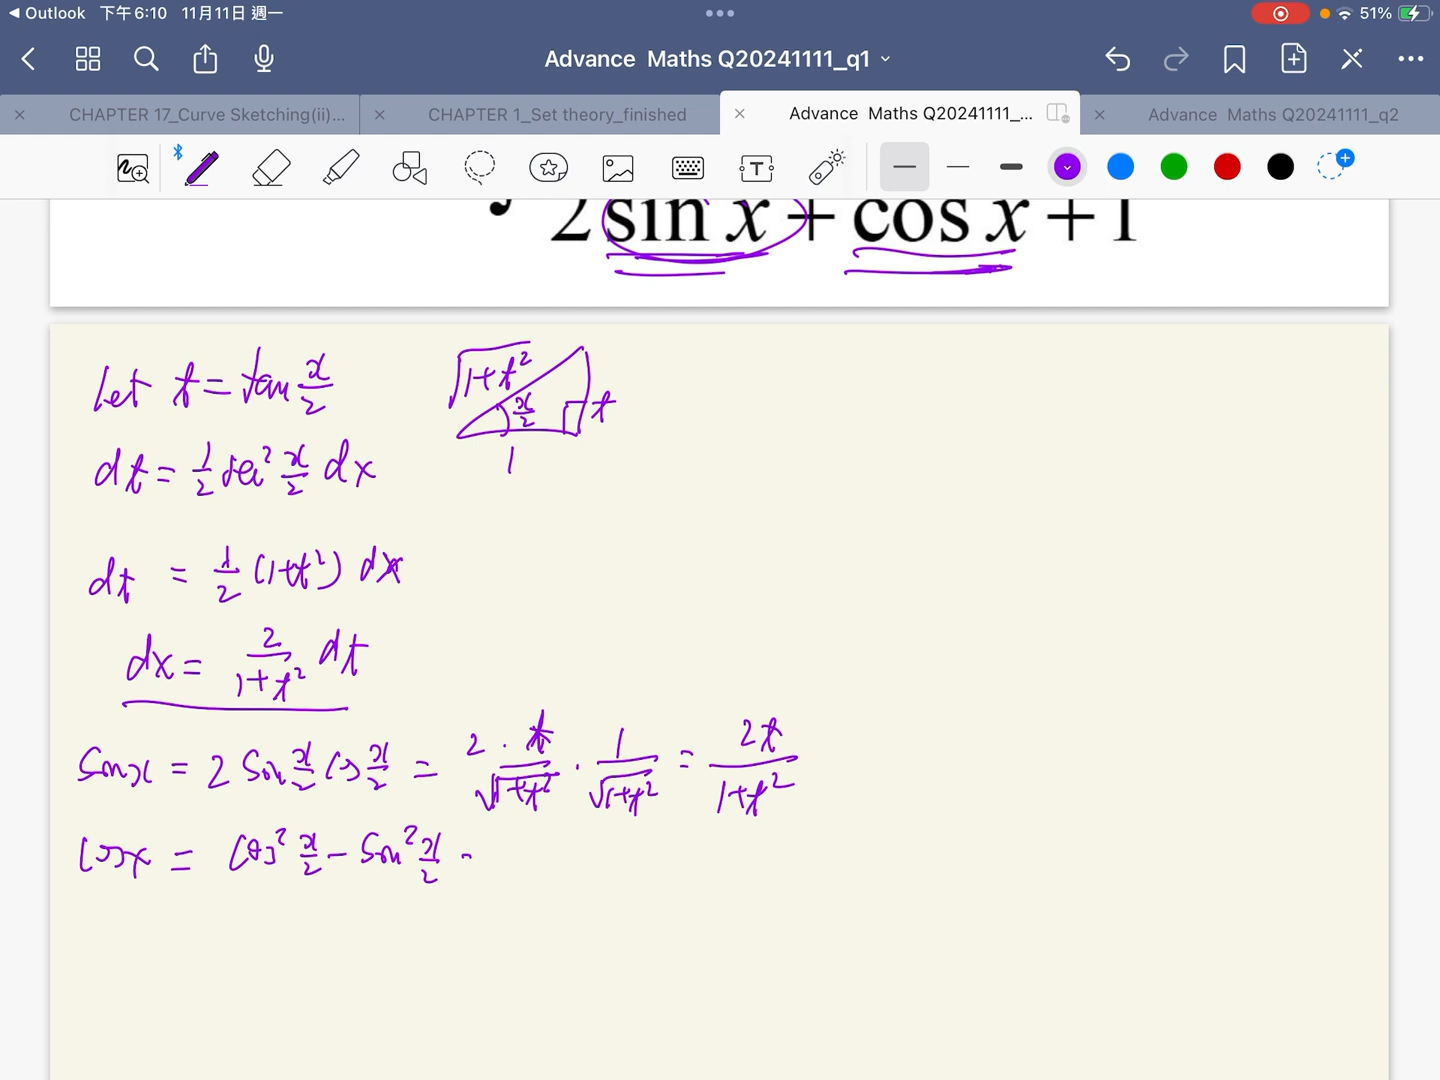 ◀ Outlook 下午6:10 11月11日 週一 51%
Advance Maths Q20241111_q1
CHAPTER 17_Curve Sketching(ii)...
CHAPTER 1_Set theory_finished
Advance Maths Q20241111_...
Advance Maths Q20241111_q2
2 sin x + cos x + 1
Let t = tan x/2
√(1+t²) x/2 t
1
dt = 1/2 sec² x/2 dx
dt = 1/2 (1+t²) dx
dx = 2/(1+t²) dt
Sin x = 2 Sin x/2 Cos x/2 = 2 · t/√(1+t²) · 1/√(1+t²) = 2t/(1+t²)
Cos x = Cos² x/2 − Sin² x/2 -